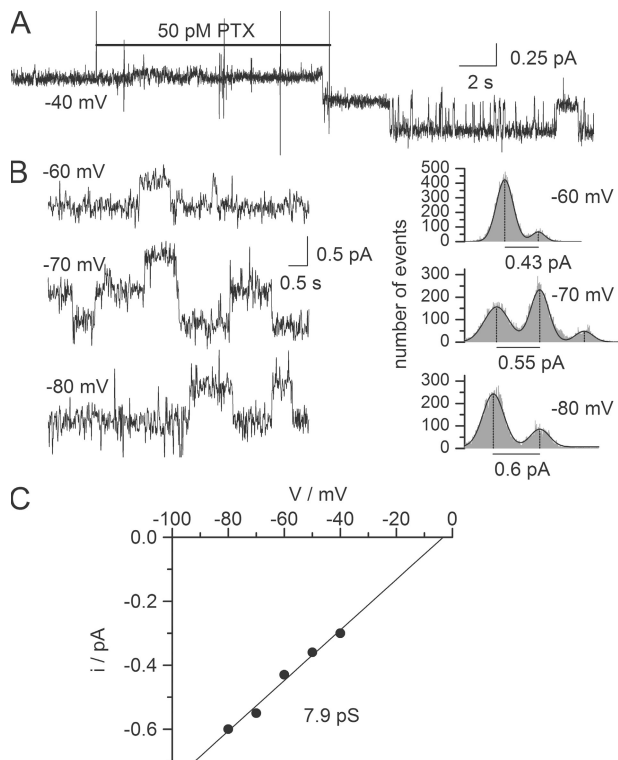 A
50 pM PTX
0.25 pA
2 s
-40 mV
B
-60 mV
-70 mV
0.5 pA
0.5 s
-80 mV
number of events
500
400
300
200
100
0
-60 mV
0.43 pA
300
200
100
0
-70 mV
0.55 pA
300
200
100
0
-80 mV
0.6 pA
C
V / mV
-100 -80 -60 -40 0
0.0
-0.2
-0.4
-0.6
i / pA
7.9 pS